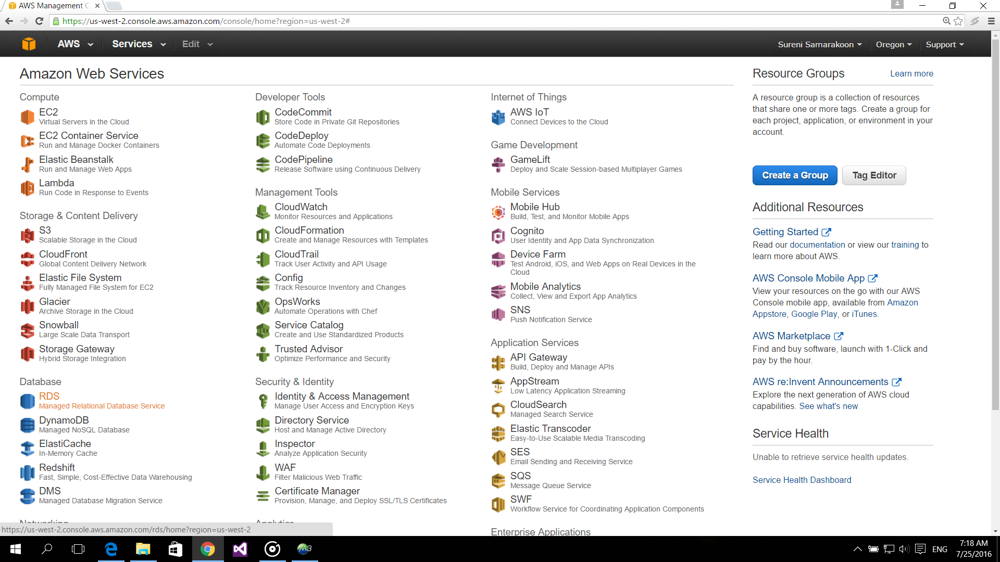 AWS Management C
https://us-west-2.console.aws.amazon.com/console/home?region=us-west-2#
AWS
Services
Edit
Sureni Samarakoon
Oregon
Support
Amazon Web Services
Compute
EC2
Virtual Servers in the Cloud
EC2 Container Service
Run and Manage Docker Containers
Elastic Beanstalk
Run and Manage Web Apps
Lambda
Run Code in Response to Events
Storage & Content Delivery
S3
Scalable Storage in the Cloud
CloudFront
Global Content Delivery Network
Elastic File System
Fully Managed File System for EC2
Glacier
Archive Storage in the Cloud
Snowball
Large Scale Data Transport
Storage Gateway
Hybrid Storage Integration
Database
RDS
Managed Relational Database Service
DynamoDB
Managed NoSQL Database
ElastiCache
In-Memory Cache
Redshift
Fast, Simple, Cost-Effective Data Warehousing
DMS
Managed Database Migration Service
Networking
Developer Tools
CodeCommit
Store Code in Private Git Repositories
CodeDeploy
Automate Code Deployments
CodePipeline
Release Software using Continuous Delivery
Management Tools
CloudWatch
Monitor Resources and Applications
CloudFormation
Create and Manage Resources with Templates
CloudTrail
Track User Activity and API Usage
Config
Track Resource Inventory and Changes
OpsWorks
Automate Operations with Chef
Service Catalog
Create and Use Standardized Products
Trusted Advisor
Optimize Performance and Security
Security & Identity
Identity & Access Management
Manage User Access and Encryption Keys
Directory Service
Host and Manage Active Directory
Inspector
Analyze Application Security
WAF
Filter Malicious Web Traffic
Certificate Manager
Provision, Manage, and Deploy SSL/TLS Certificates
Analytics
Internet of Things
AWS IoT
Connect Devices to the Cloud
Game Development
GameLift
Deploy and Scale Session-based Multiplayer Games
Mobile Services
Mobile Hub
Build, Test, and Monitor Mobile Apps
Cognito
User Identity and App Data Synchronization
Device Farm
Test Android, iOS, and Web Apps on Real Devices in the
Cloud
Mobile Analytics
Collect, View and Export App Analytics
SNS
Push Notification Service
Application Services
API Gateway
Build, Deploy and Manage APIs
AppStream
Low Latency Application Streaming
CloudSearch
Managed Search Service
Elastic Transcoder
Easy-to-Use Scalable Media Transcoding
SES
Email Sending and Receiving Service
SQS
Message Queue Service
SWF
Workflow Service for Coordinating Application Components
Enterprise Applications
Resource Groups
Learn more
A resource group is a collection of resources
that share one or more tags. Create a group for
each project, application, or environment in your
account.
Create a Group
Tag Editor
Additional Resources
Getting Started
Read our documentation or view our training to
learn more about AWS.
AWS Console Mobile App
View your resources on the go with our AWS
Console mobile app, available from Amazon
Appstore, Google Play, or iTunes.
AWS Marketplace
Find and buy software, launch with 1-Click and
pay by the hour.
AWS re:Invent Announcements
Explore the next generation of AWS cloud
capabilities. See what's new
Service Health
Unable to retrieve service health updates.
Service Health Dashboard
https://us-west-2.console.aws.amazon.com/rds/home?region=us-west-2
ENG
7:18 AM
7/25/2016